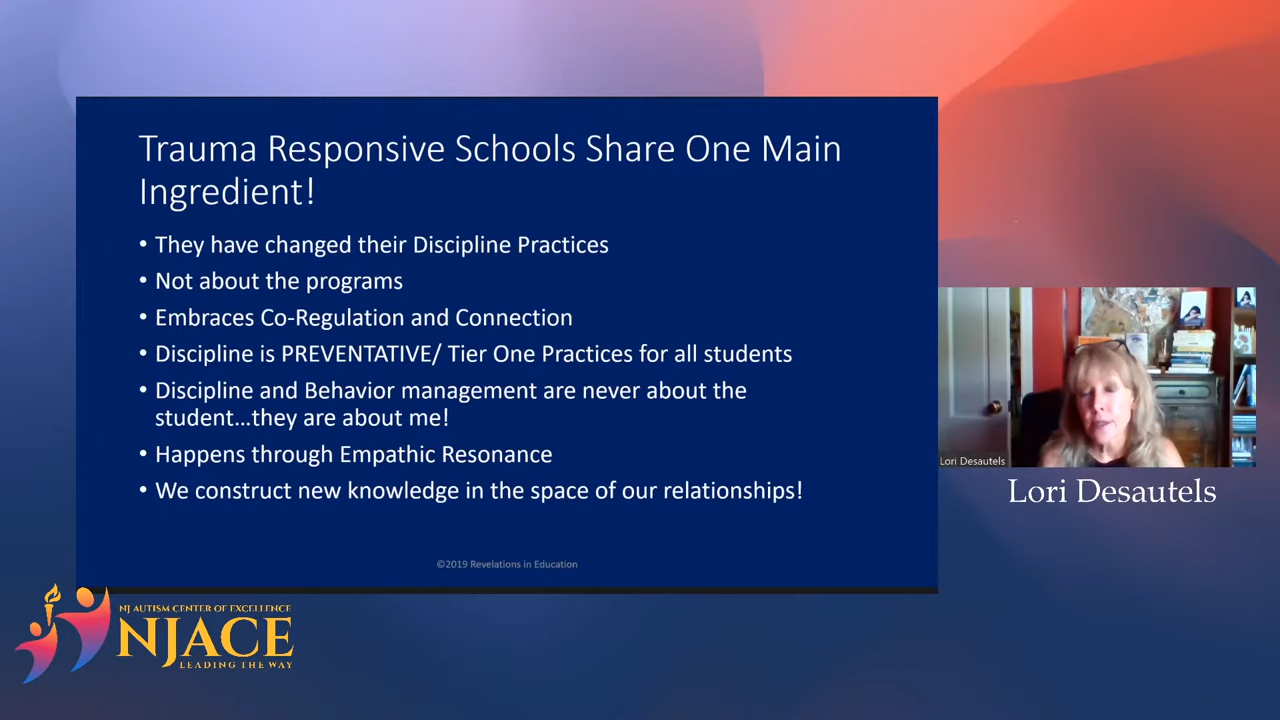 Trauma Responsive Schools Share One Main
Ingredient!
• They have changed their Discipline Practices
• Not about the programs
• Embraces Co-Regulation and Connection
• Discipline is PREVENTATIVE/ Tier One Practices for all students
• Discipline and Behavior management are never about the
student…they are about me!
• Happens through Empathic Resonance
• We construct new knowledge in the space of our relationships!
©2019 Revelations in Education
Lori Desautels
Lori Desautels
NJ AUTISM CENTER OF EXCELLENCE
NJACE
LEADING THE WAY